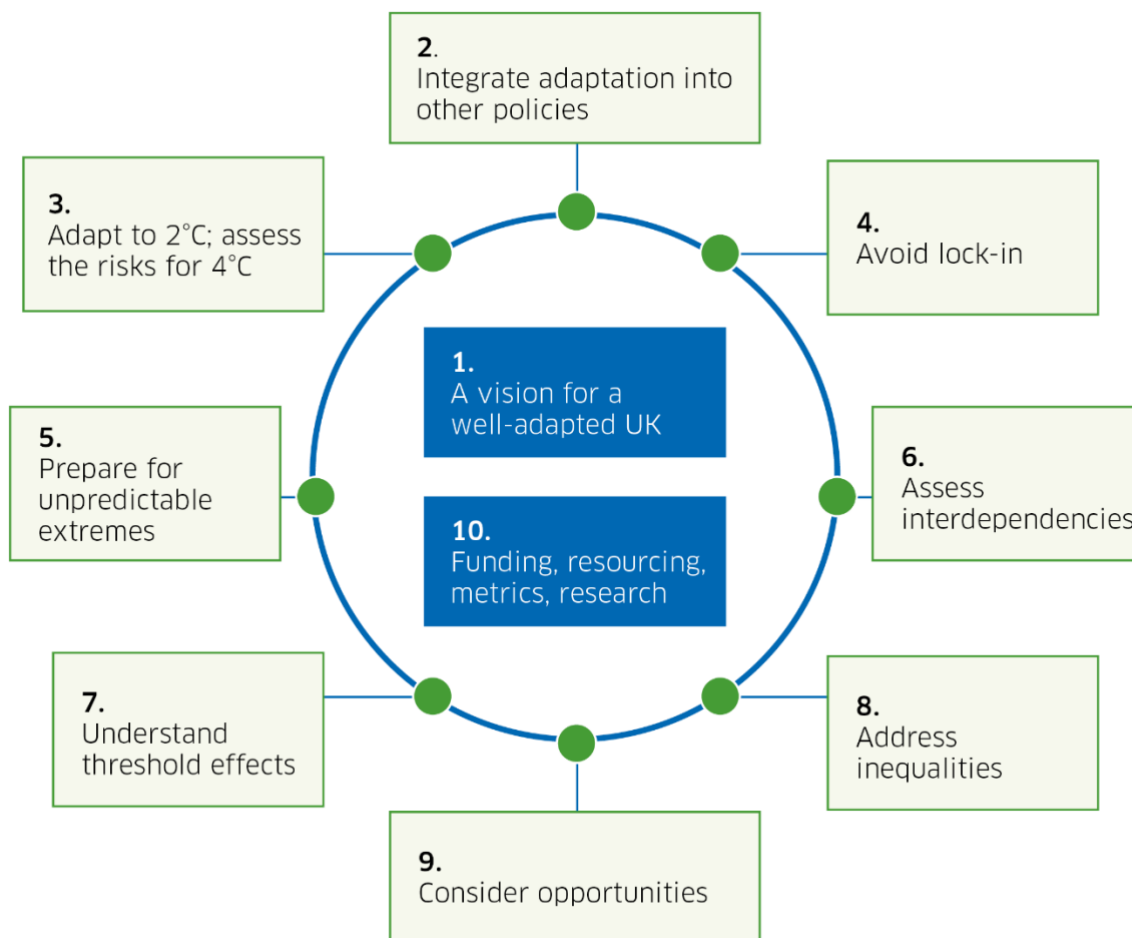 2.
Integrate adaptation into
other policies
3.
Adapt to 2°C; assess
the risks for 4°C
4.
Avoid lock-in
1.
A vision for a
well-adapted UK
5.
Prepare for
unpredictable
extremes
6.
Assess
interdependencies
10.
Funding, resourcing,
metrics, research
7.
Understand
threshold effects
8.
Address
inequalities
9.
Consider opportunities